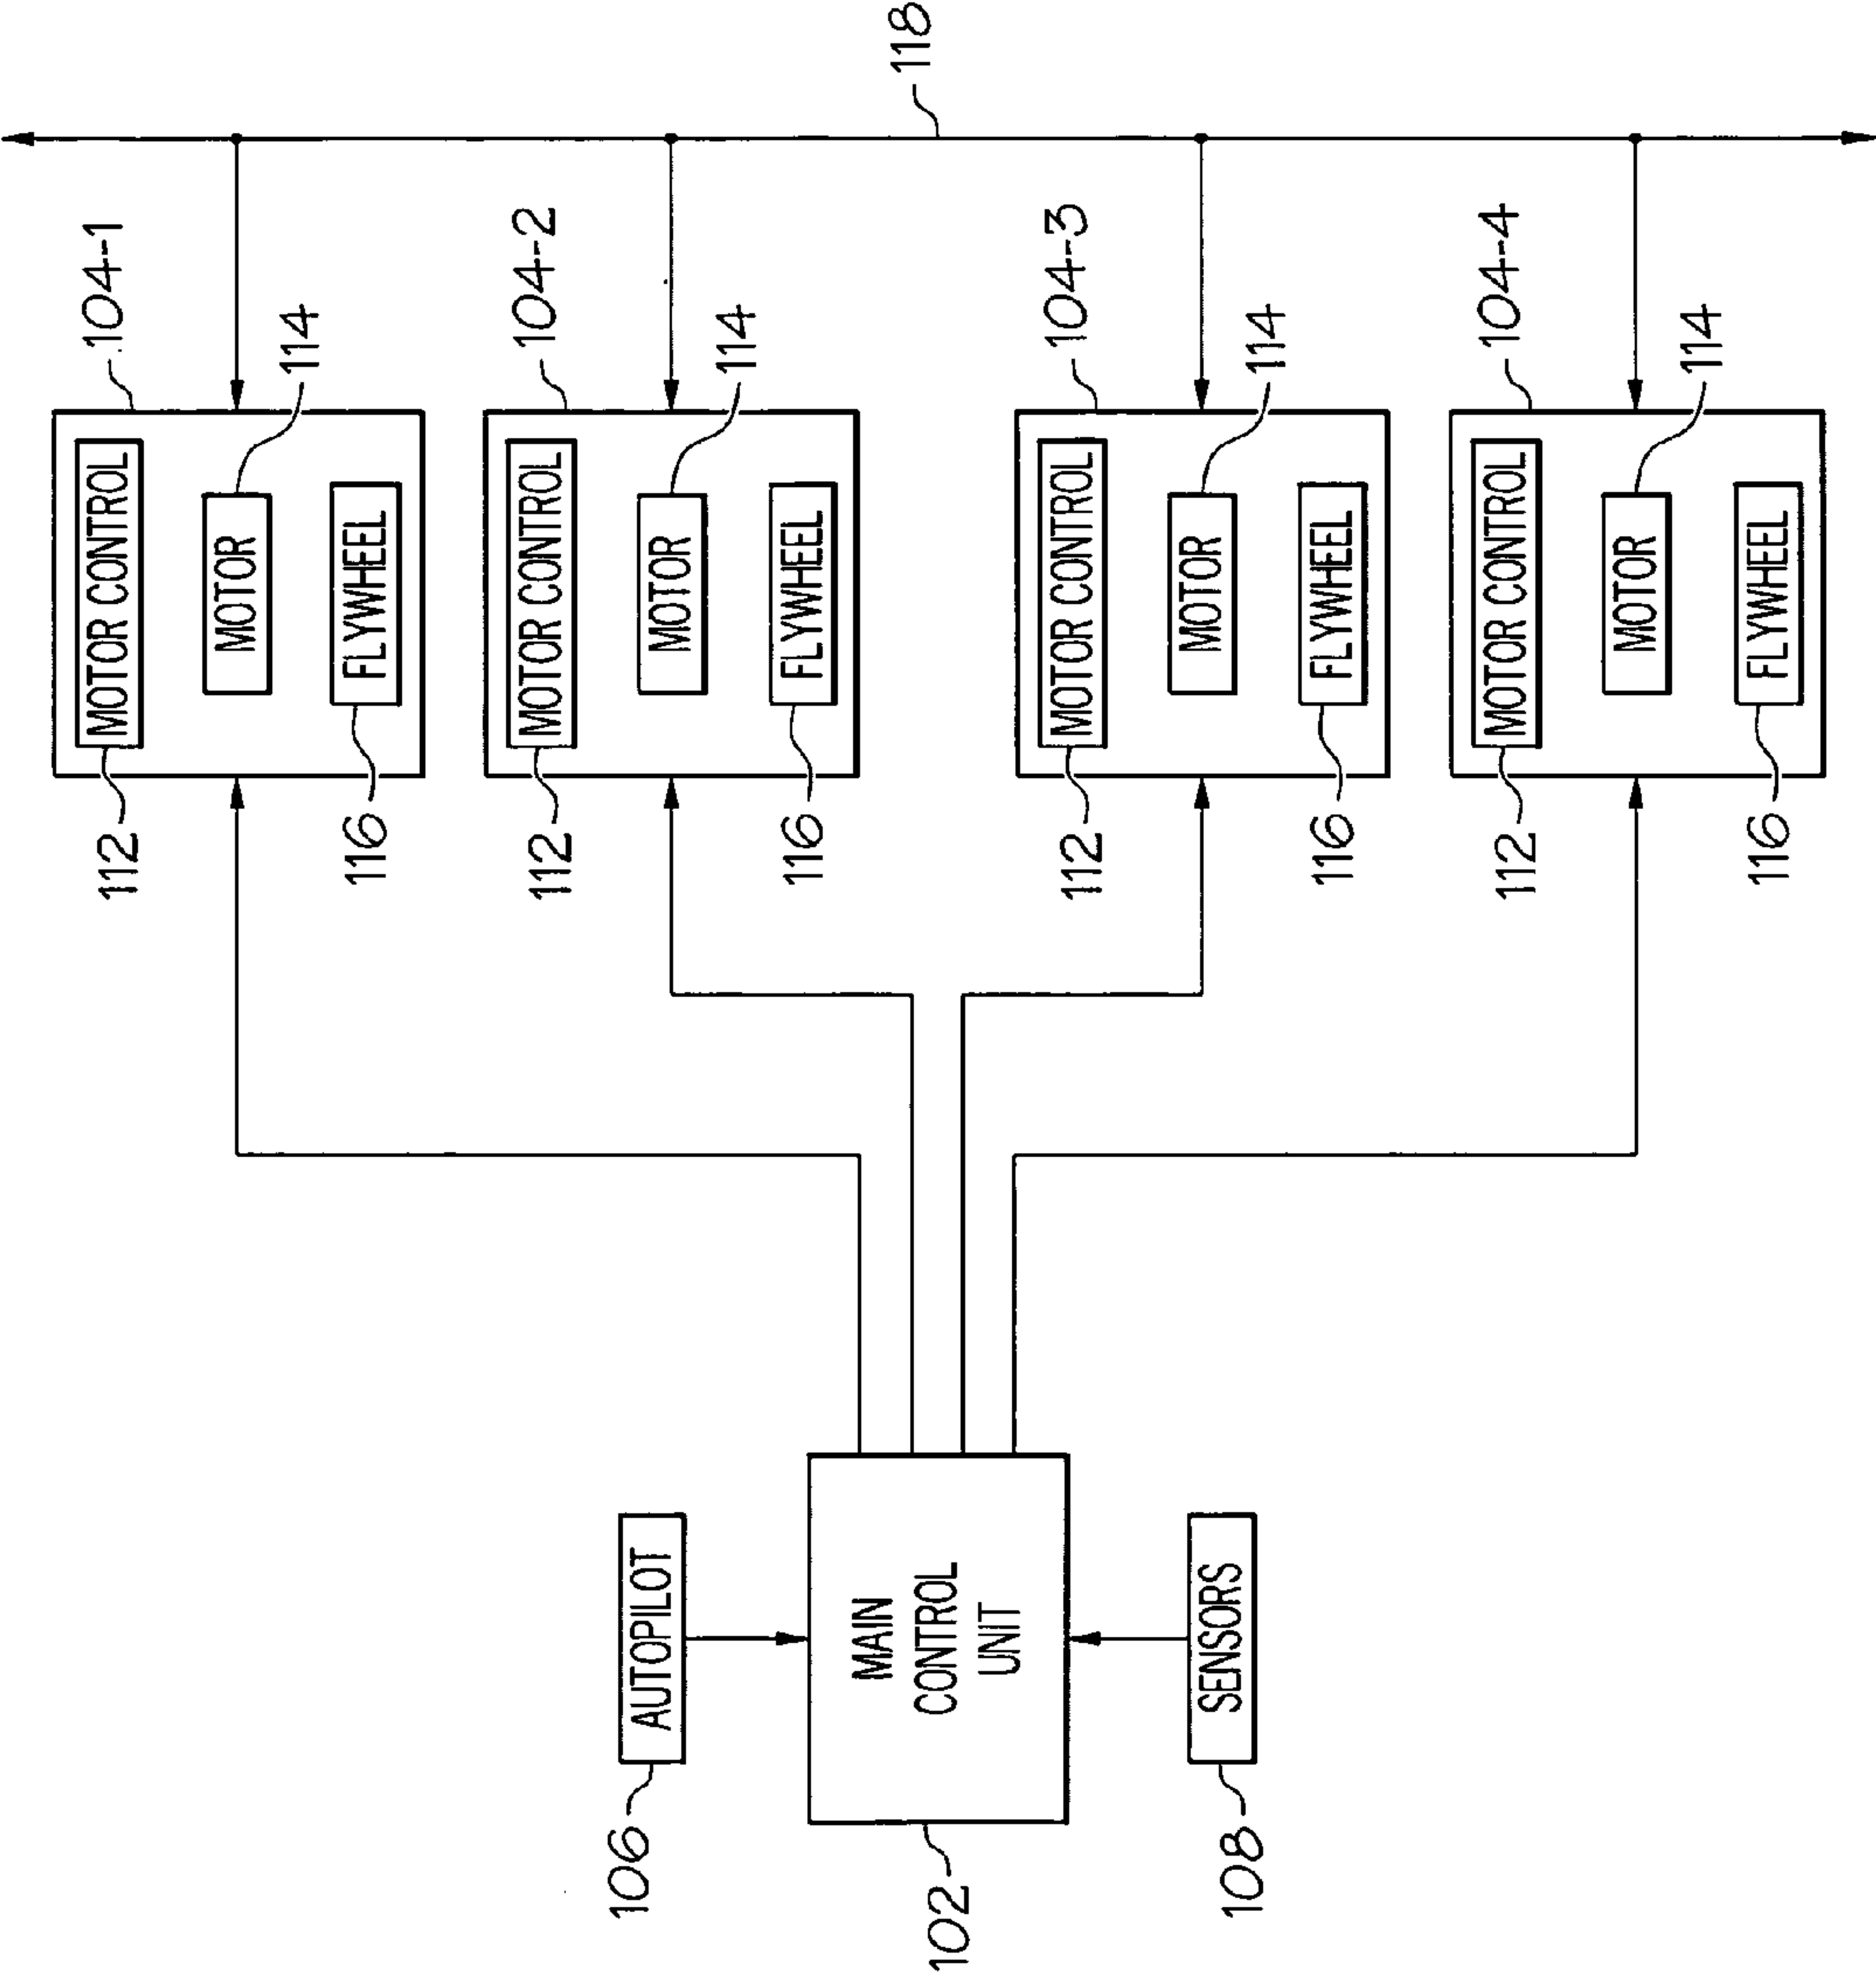 118
104-1
MOTOR CONTROL
112
MOTOR
114
FLYWHEEL
116
104-2
MOTOR CONTROL
112
MOTOR
114
FLYWHEEL
116
104-3
MOTOR CONTROL
112
MOTOR
114
FLYWHEEL
116
104-4
MOTOR CONTROL
112
MOTOR
114
FLYWHEEL
116
AUTOPILOT
106
MAIN
CONTROL
UNIT
102
SENSORS
108